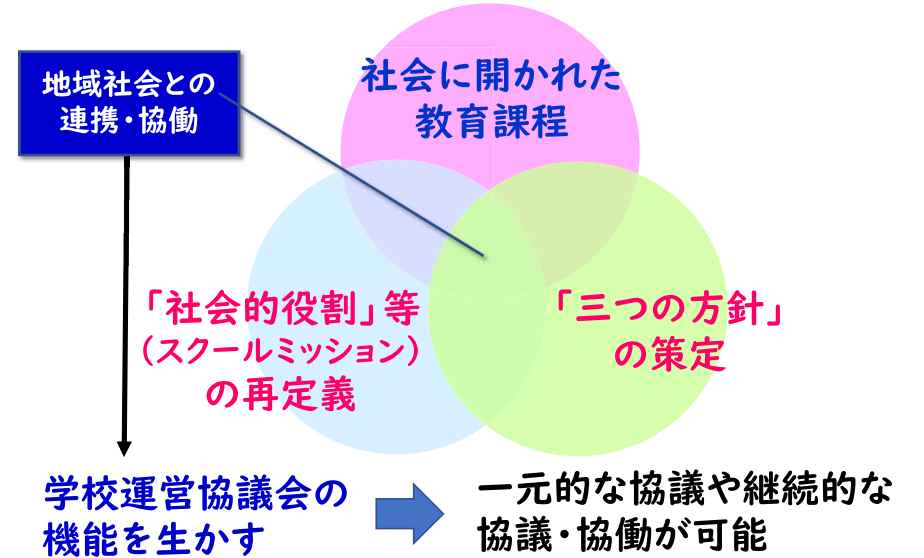 地域社会との
連携・協働
社会に開かれた
教育課程
「社会的役割」等
（スクールミッション）
の再定義
「三つの方針」
の策定
学校運営協議会の
機能を生かす
一元的な協議や継続的な
協議・協働が可能